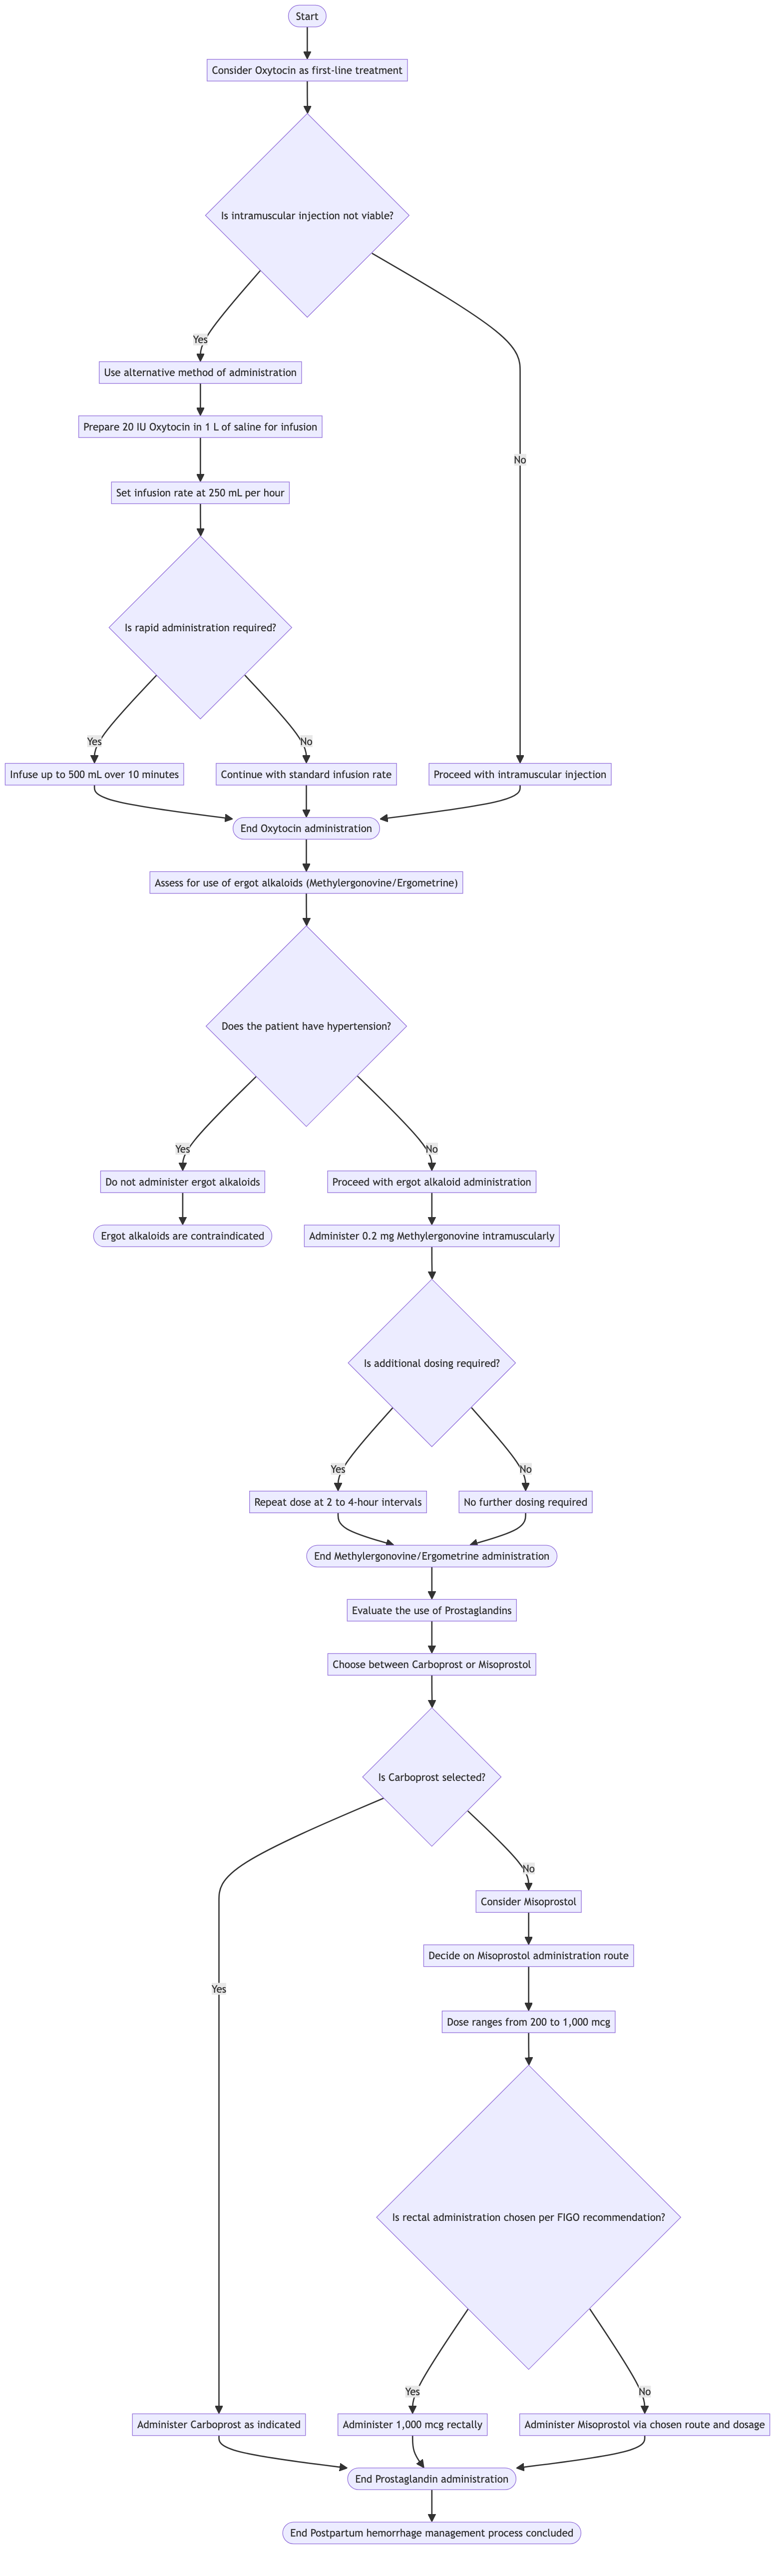 Start
Consider Oxytocin as first-line treatment
Is intramuscular injection not viable?
Yes
Use alternative method of administration
Prepare 20 IU Oxytocin in 1 L of saline for infusion
No
Set infusion rate at 250 mL per hour
Is rapid administration required?
Yes
No
Infuse up to 500 mL over 10 minutes
Continue with standard infusion rate
Proceed with intramuscular injection
End Oxytocin administration
Assess for use of ergot alkaloids (Methylergonovine/Ergometrine)
Does the patient have hypertension?
Yes
No
Do not administer ergot alkaloids
Proceed with ergot alkaloid administration
Ergot alkaloids are contraindicated
Administer 0.2 mg Methylergonovine intramuscularly
Is additional dosing required?
Yes
No
Repeat dose at 2 to 4-hour intervals
No further dosing required
End Methylergonovine/Ergometrine administration
Evaluate the use of Prostaglandins
Choose between Carboprost or Misoprostol
Is Carboprost selected?
No
Consider Misoprostol
Decide on Misoprostol administration route
Yes
Dose ranges from 200 to 1,000 mcg
Is rectal administration chosen per FIGO recommendation?
Yes
No
Administer Carboprost as indicated
Administer 1,000 mcg rectally
Administer Misoprostol via chosen route and dosage
End Prostaglandin administration
End Postpartum hemorrhage management process concluded